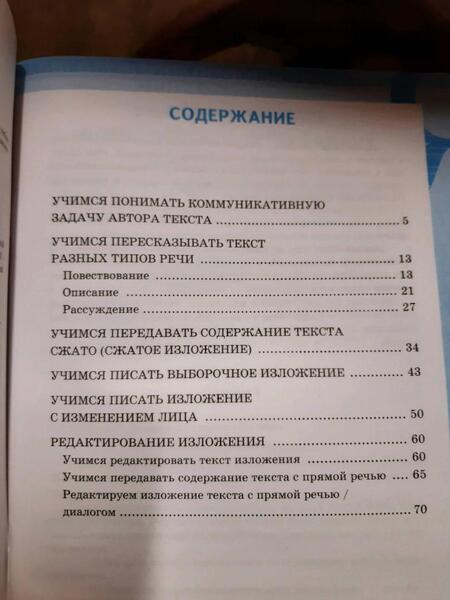 СОДЕРЖАНИЕ
УЧИМСЯ ПОНИМАТЬ КОММУНИКАТИВНУЮ
ЗАДАЧУ АВТОРА ТЕКСТА ........................................ 5
УЧИМСЯ ПЕРЕСКАЗЫВАТЬ ТЕКСТ
РАЗНЫХ ТИПОВ РЕЧИ ........................................ 13
Повествование ........................................ 13
Описание ........................................ 21
Рассуждение ........................................ 27
УЧИМСЯ ПЕРЕДАВАТЬ СОДЕРЖАНИЕ ТЕКСТА
СЖАТО (СЖАТОЕ ИЗЛОЖЕНИЕ) ........................................ 34
УЧИМСЯ ПИСАТЬ ВЫБОРОЧНОЕ ИЗЛОЖЕНИЕ ............... 43
УЧИМСЯ ПИСАТЬ ИЗЛОЖЕНИЕ
С ИЗМЕНЕНИЕМ ЛИЦА ........................................ 50
РЕДАКТИРОВАНИЕ ИЗЛОЖЕНИЯ ........................................ 60
Учимся редактировать текст изложения .................... 60
Учимся передавать содержание текста с прямой речью .... 65
Редактируем изложение текста с прямой речью /
диалогом ........................................ 70